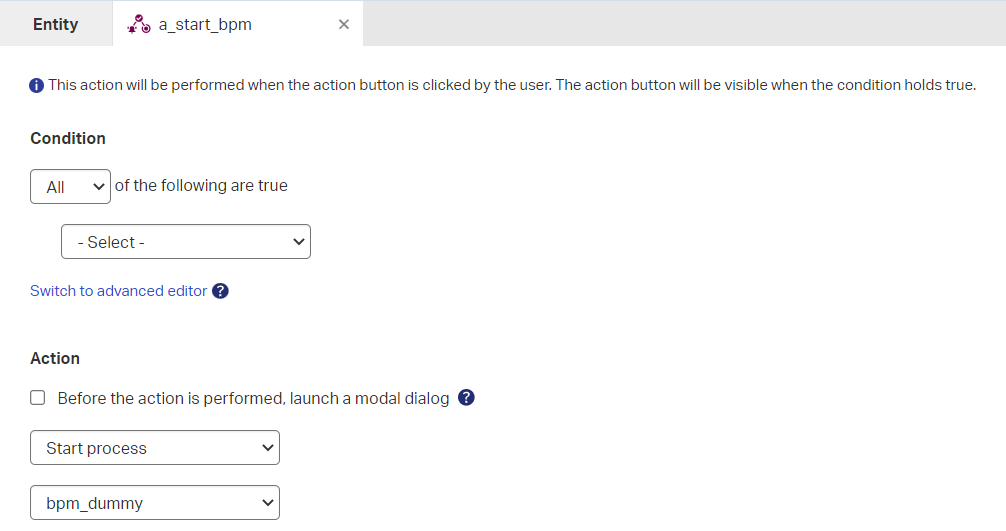 Entity
a_start_bpm
This action will be performed when the action button is clicked by the user. The action button will be visible when the condition holds true.
Condition
All of the following are true
- Select -
Switch to advanced editor
Action
Before the action is performed, launch a modal dialog
Start process
bpm_dummy